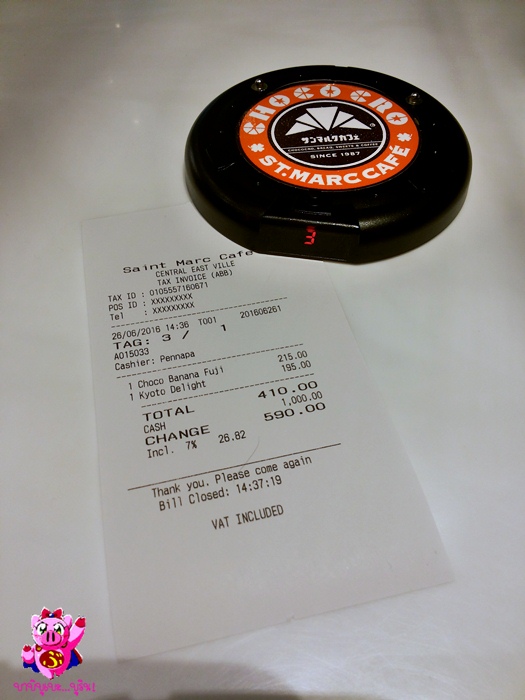 CHOCO CRO
サンマルクカフェ
CHOCOCRO, BREAD, SWEETS & COFFEE
SINCE 1987
ST.MARC CAFÉ
3
Saint Marc Cafe
CENTRAL EAST VILLE
TAX INVOICE (ABB)
TAX ID : 0105557160671
POS ID : XXXXXXXXX
Tel : XXXXXXXXX
26/06/2016 14:36 T001 201606261
TAG: 3 / 1
A015033
Cashier: Pennapa
1 Choco Banana Fuji 215.00
1 Kyoto Delight 195.00
TOTAL 410.00
CASH 1,000.00
CHANGE 590.00
Incl. 7% 26.82
Thank you. Please come again
Bill Closed: 14:37:19
VAT INCLUDED